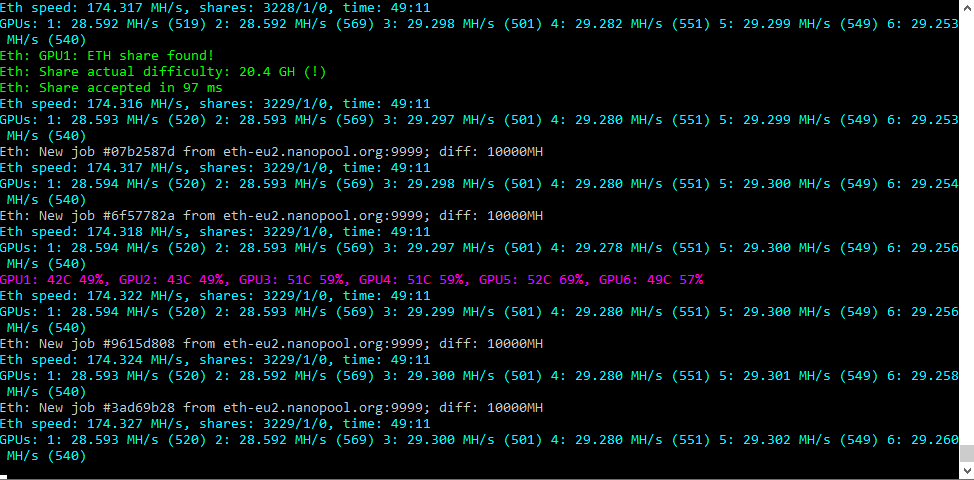 Eth speed: 174.317 MH/s, shares: 3228/1/0, time: 49:11
GPUs: 1: 28.592 MH/s (519) 2: 28.593 MH/s (569) 3: 29.298 MH/s (501) 4: 29.282 MH/s (551) 5: 29.299 MH/s (549) 6: 29.253
MH/s (540)
Eth: GPU1: ETH share found!
Eth: Share actual difficulty: 20.4 GH (!)
Eth: Share accepted in 97 ms
Eth speed: 174.316 MH/s, shares: 3229/1/0, time: 49:11
GPUs: 1: 28.593 MH/s (520) 2: 28.593 MH/s (569) 3: 29.297 MH/s (501) 4: 29.280 MH/s (551) 5: 29.299 MH/s (549) 6: 29.253
MH/s (540)
Eth: New job #07b2587d from eth-eu2.nanopool.org:9999; diff: 10000MH
Eth speed: 174.317 MH/s, shares: 3229/1/0, time: 49:11
GPUs: 1: 28.594 MH/s (520) 2: 28.593 MH/s (569) 3: 29.298 MH/s (501) 4: 29.280 MH/s (551) 5: 29.300 MH/s (549) 6: 29.254
MH/s (540)
Eth: New job #6f57782a from eth-eu2.nanopool.org:9999; diff: 10000MH
Eth speed: 174.318 MH/s, shares: 3229/1/0, time: 49:11
GPUs: 1: 28.594 MH/s (520) 2: 28.593 MH/s (569) 3: 29.297 MH/s (501) 4: 29.278 MH/s (551) 5: 29.300 MH/s (549) 6: 29.256
MH/s (540)
GPU1: 42C 49%, GPU2: 43C 49%, GPU3: 51C 59%, GPU4: 51C 59%, GPU5: 52C 69%, GPU6: 49C 57%
Eth speed: 174.322 MH/s, shares: 3229/1/0, time: 49:11
GPUs: 1: 28.594 MH/s (520) 2: 28.593 MH/s (569) 3: 29.299 MH/s (501) 4: 29.280 MH/s (551) 5: 29.300 MH/s (549) 6: 29.256
MH/s (540)
Eth: New job #9615d808 from eth-eu2.nanopool.org:9999; diff: 10000MH
Eth speed: 174.324 MH/s, shares: 3229/1/0, time: 49:11
GPUs: 1: 28.593 MH/s (520) 2: 28.592 MH/s (569) 3: 29.300 MH/s (501) 4: 29.280 MH/s (551) 5: 29.301 MH/s (549) 6: 29.258
MH/s (540)
Eth: New job #3ad69b28 from eth-eu2.nanopool.org:9999; diff: 10000MH
Eth speed: 174.327 MH/s, shares: 3229/1/0, time: 49:11
GPUs: 1: 28.593 MH/s (520) 2: 28.592 MH/s (569) 3: 29.300 MH/s (501) 4: 29.280 MH/s (551) 5: 29.302 MH/s (549) 6: 29.260
MH/s (540)